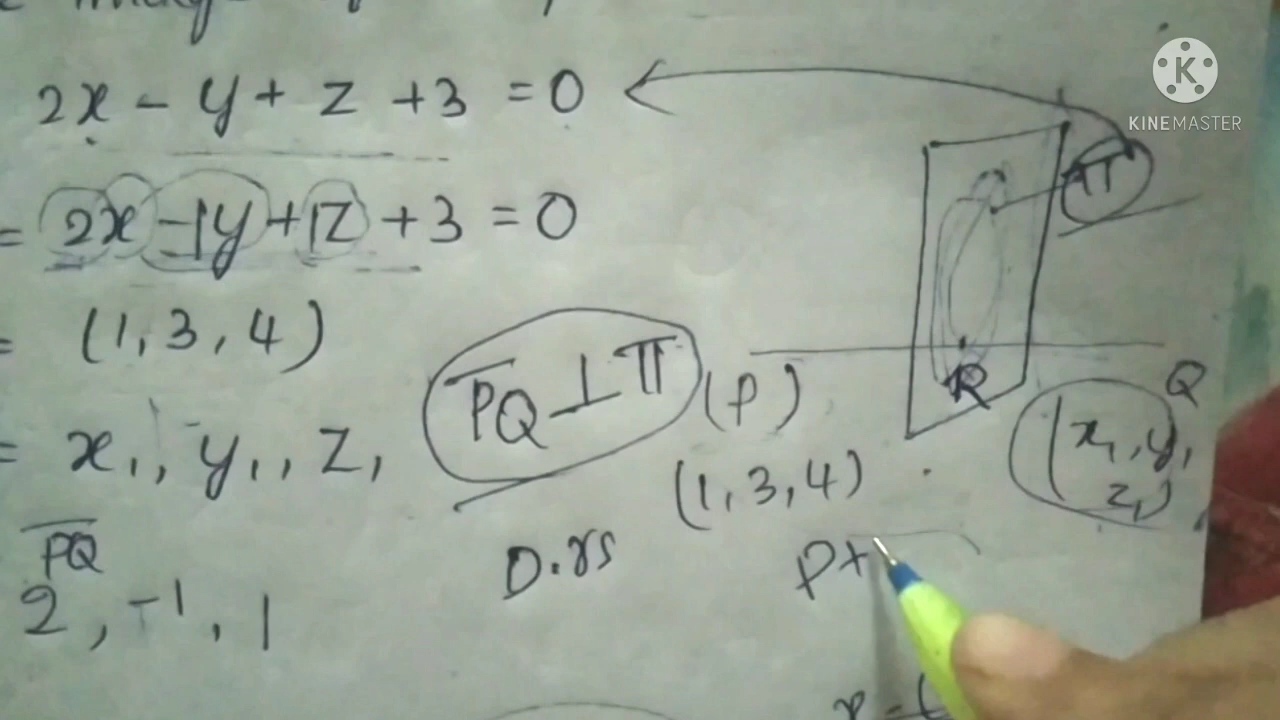 2x - y + z + 3 = 0
= 2x - 1y + 1z + 3 = 0
= (1, 3, 4)
= x₁, y₁, z₁
PQ ⊥ π
(P)
(1, 3, 4)
π
R
Q
(x₁, y₁,
z₁)
PQ
D.rs
2, -1, 1
K
KINEMASTER